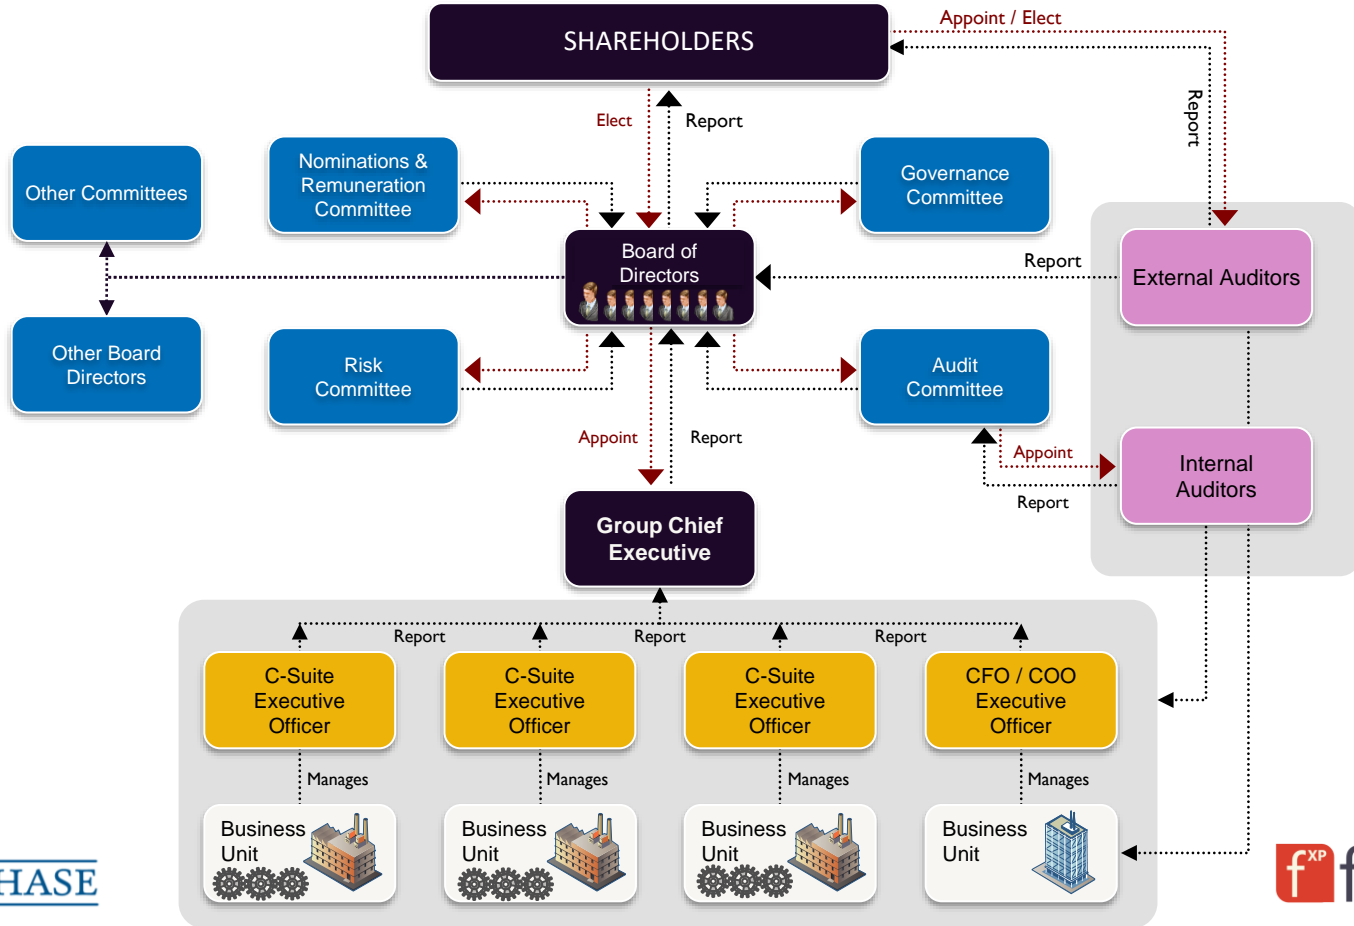 Appoint / Elect
SHAREHOLDERS
Report
Elect
Report
Nominations &
Remuneration
Committee
Governance
Committee
Other Committees
Board of
Directors
Report
External Auditors
Other Board
Directors
Risk
Committee
Audit
Committee
Appoint
Report
Appoint
Internal
Auditors
Report
Group Chief
Executive
Report
Report
Report
C-Suite
Executive
Officer
C-Suite
Executive
Officer
C-Suite
Executive
Officer
CFO / COO
Executive
Officer
Manages
Manages
Manages
Manages
Business
Unit
Business
Unit
Business
Unit
Business
Unit
HASE
f XP
f